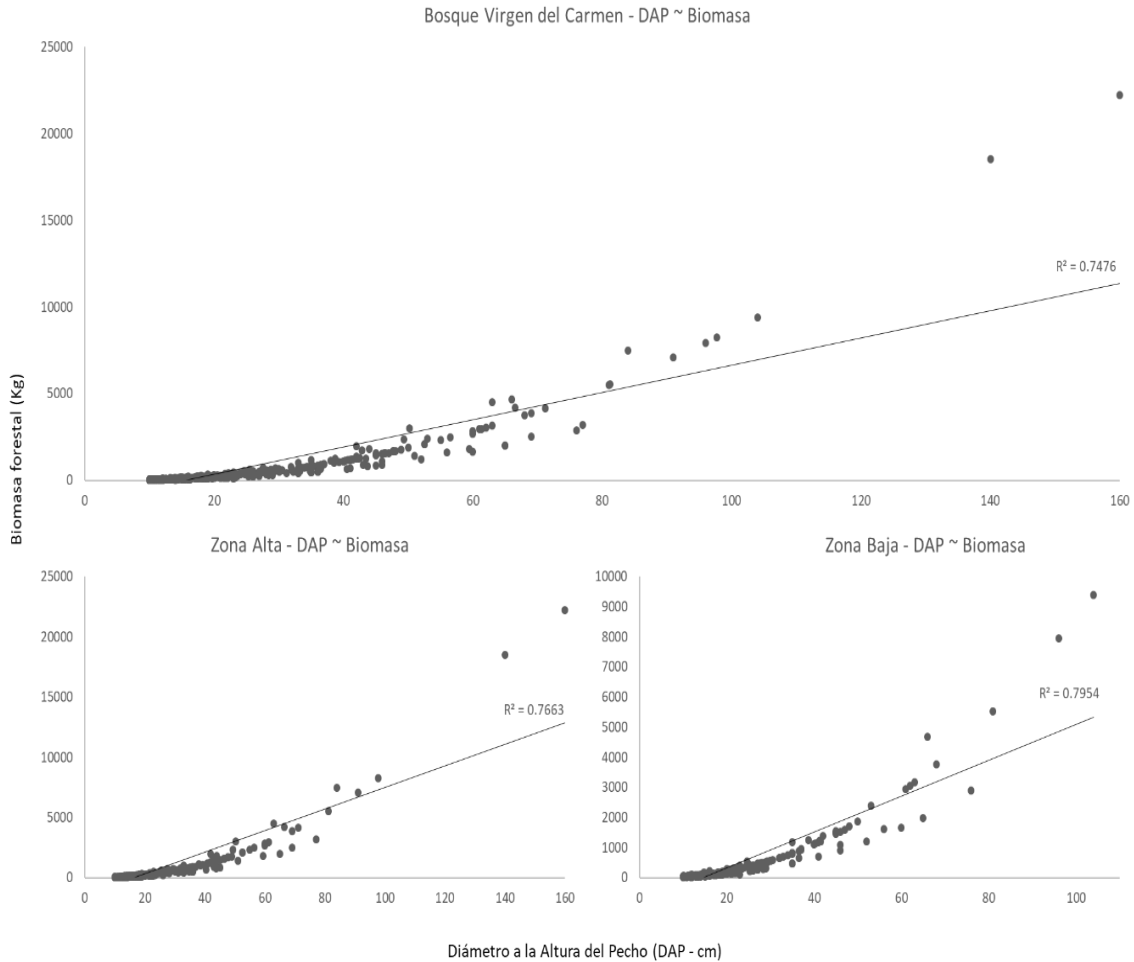 Bosque Virgen del Carmen - DAP ~ Biomasa
25000
20000
15000
10000
5000
0
R² = 0.7476
0 20 40 60 80 100 120 140 160
Biomasa forestal (Kg)
Zona Alta - DAP ~ Biomasa
25000
20000
15000
10000
5000
0
R² = 0.7663
0 20 40 60 80 100 120 140 160
Zona Baja - DAP ~ Biomasa
10000
9000
8000
7000
6000
5000
4000
3000
2000
1000
0
R² = 0.7954
0 20 40 60 80 100
Diámetro a la Altura del Pecho (DAP - cm)